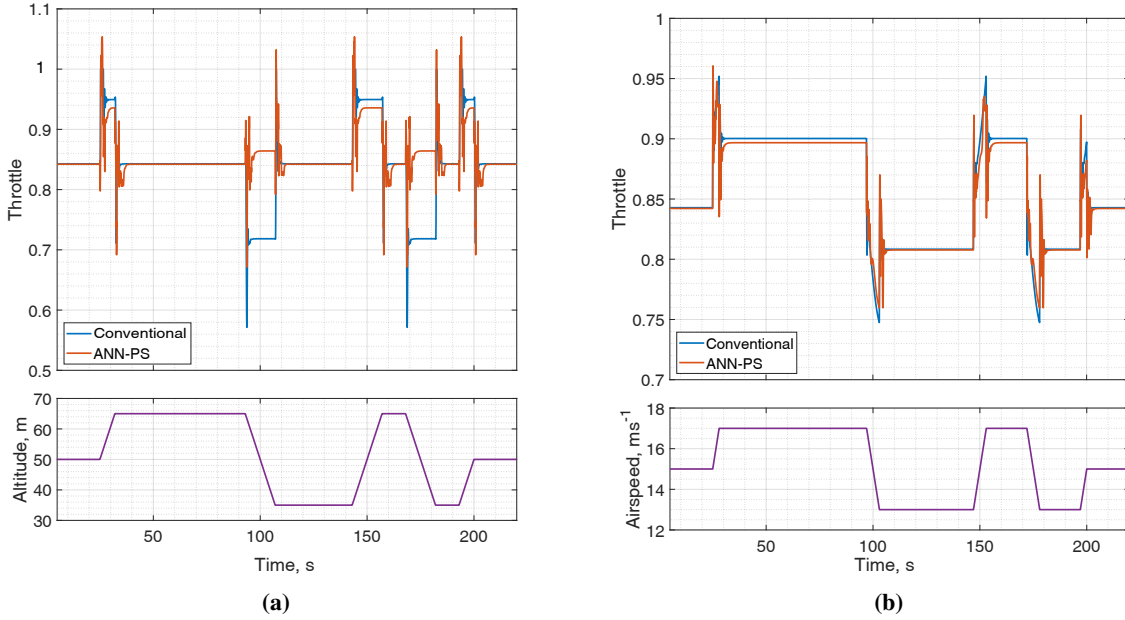 1.1
1
0.9
0.8
0.7
0.6
0.5
Throttle
Conventional
ANN-PS
70
60
50
40
30
Altitude, m
50
100
150
200
Time, s
(a)
1
0.95
0.9
0.85
0.8
0.75
0.7
Throttle
Conventional
ANN-PS
18
16
14
12
Airspeed, ms⁻¹
50
100
150
200
Time, s
(b)